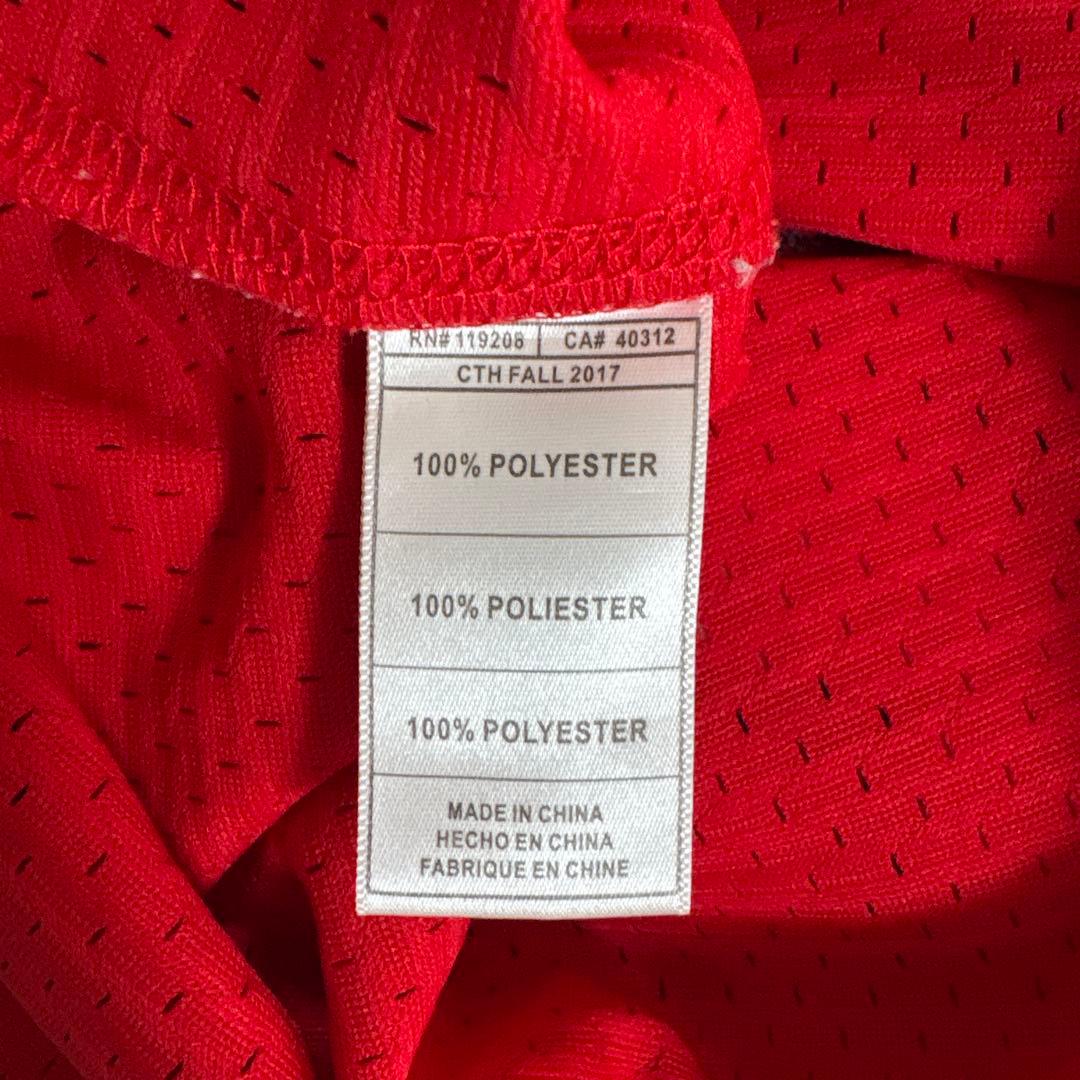 RN# 119208 CA# 40312
CTH FALL 2017
100% POLYESTER
100% POLIESTER
100% POLYESTER
MADE IN CHINA
HECHO EN CHINA
FABRIQUE EN CHINE